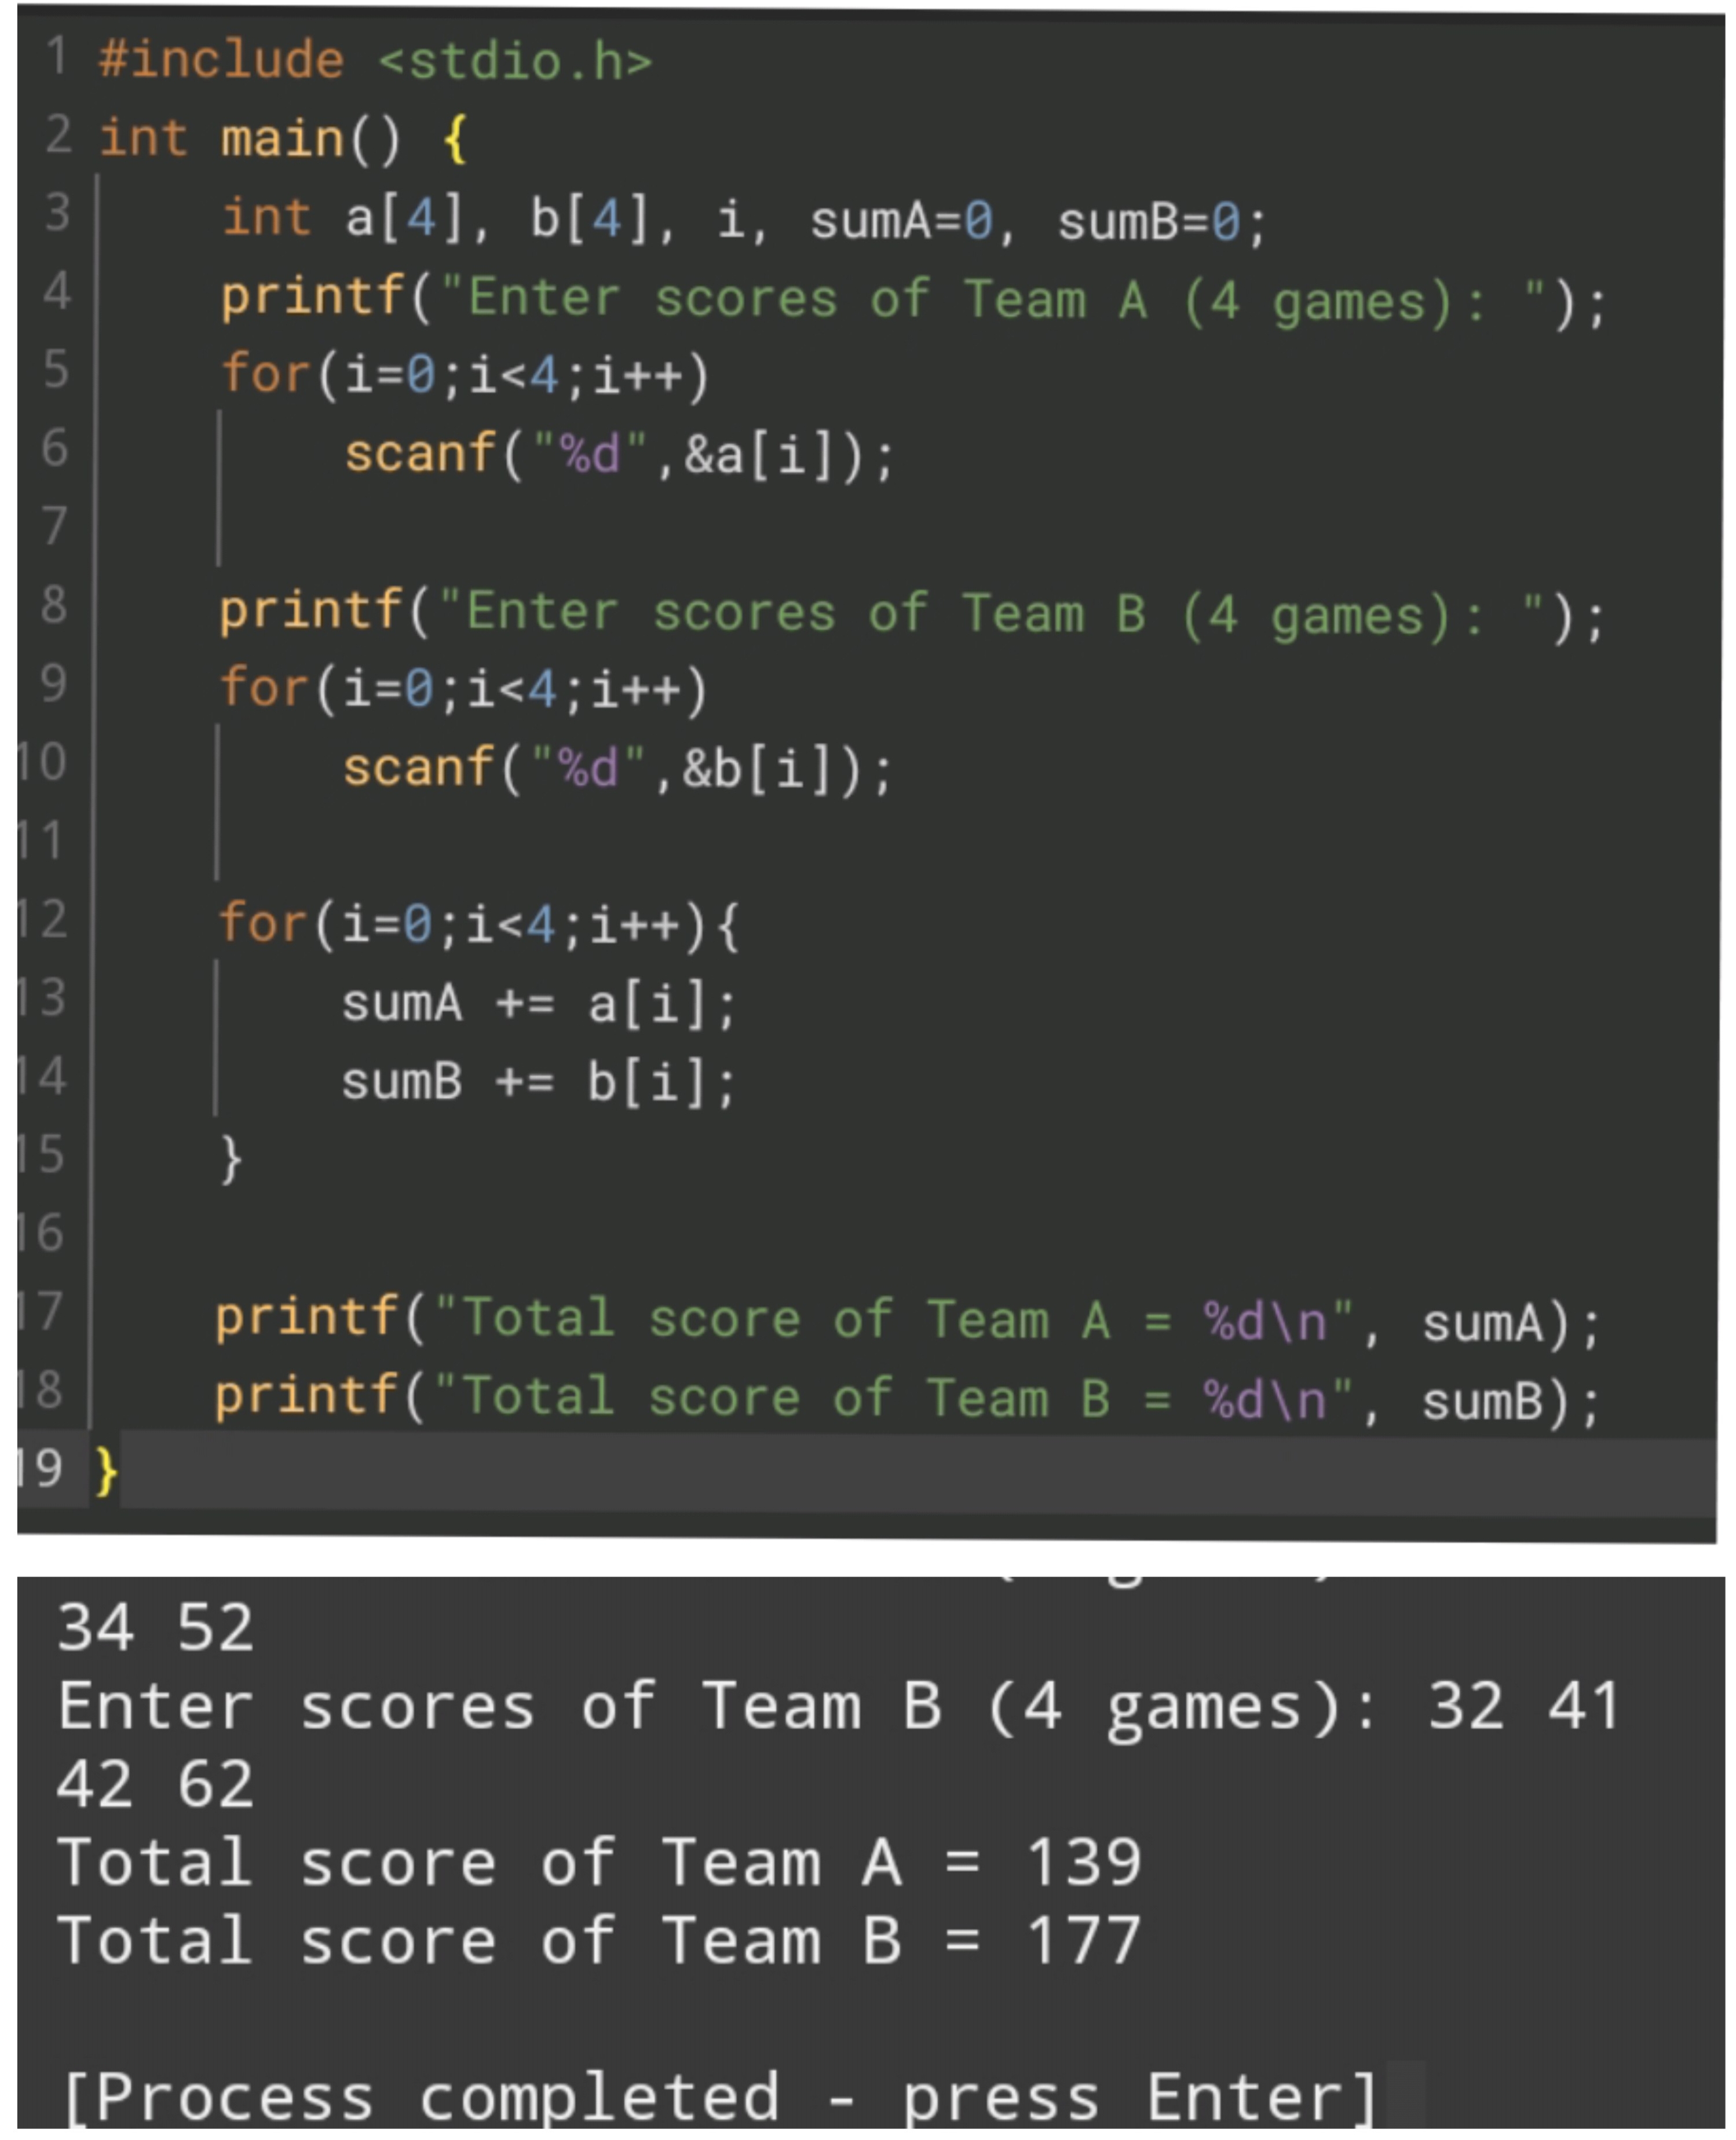 1 #include <stdio.h>
2 int main() {
3 int a[4], b[4], i, sumA=0, sumB=0;
4 printf("Enter scores of Team A (4 games): ");
5 for(i=0;i<4;i++)
6 scanf("%d",&a[i]);
7
8 printf("Enter scores of Team B (4 games): ");
9 for(i=0;i<4;i++)
10 scanf("%d",&b[i]);
11
12 for(i=0;i<4;i++){
13 sumA += a[i];
14 sumB += b[i];
15 }
16
17 printf("Total score of Team A = %d\n", sumA);
18 printf("Total score of Team B = %d\n", sumB);
19 }
34 52
Enter scores of Team B (4 games): 32 41
42 62
Total score of Team A = 139
Total score of Team B = 177
[Process completed - press Enter]